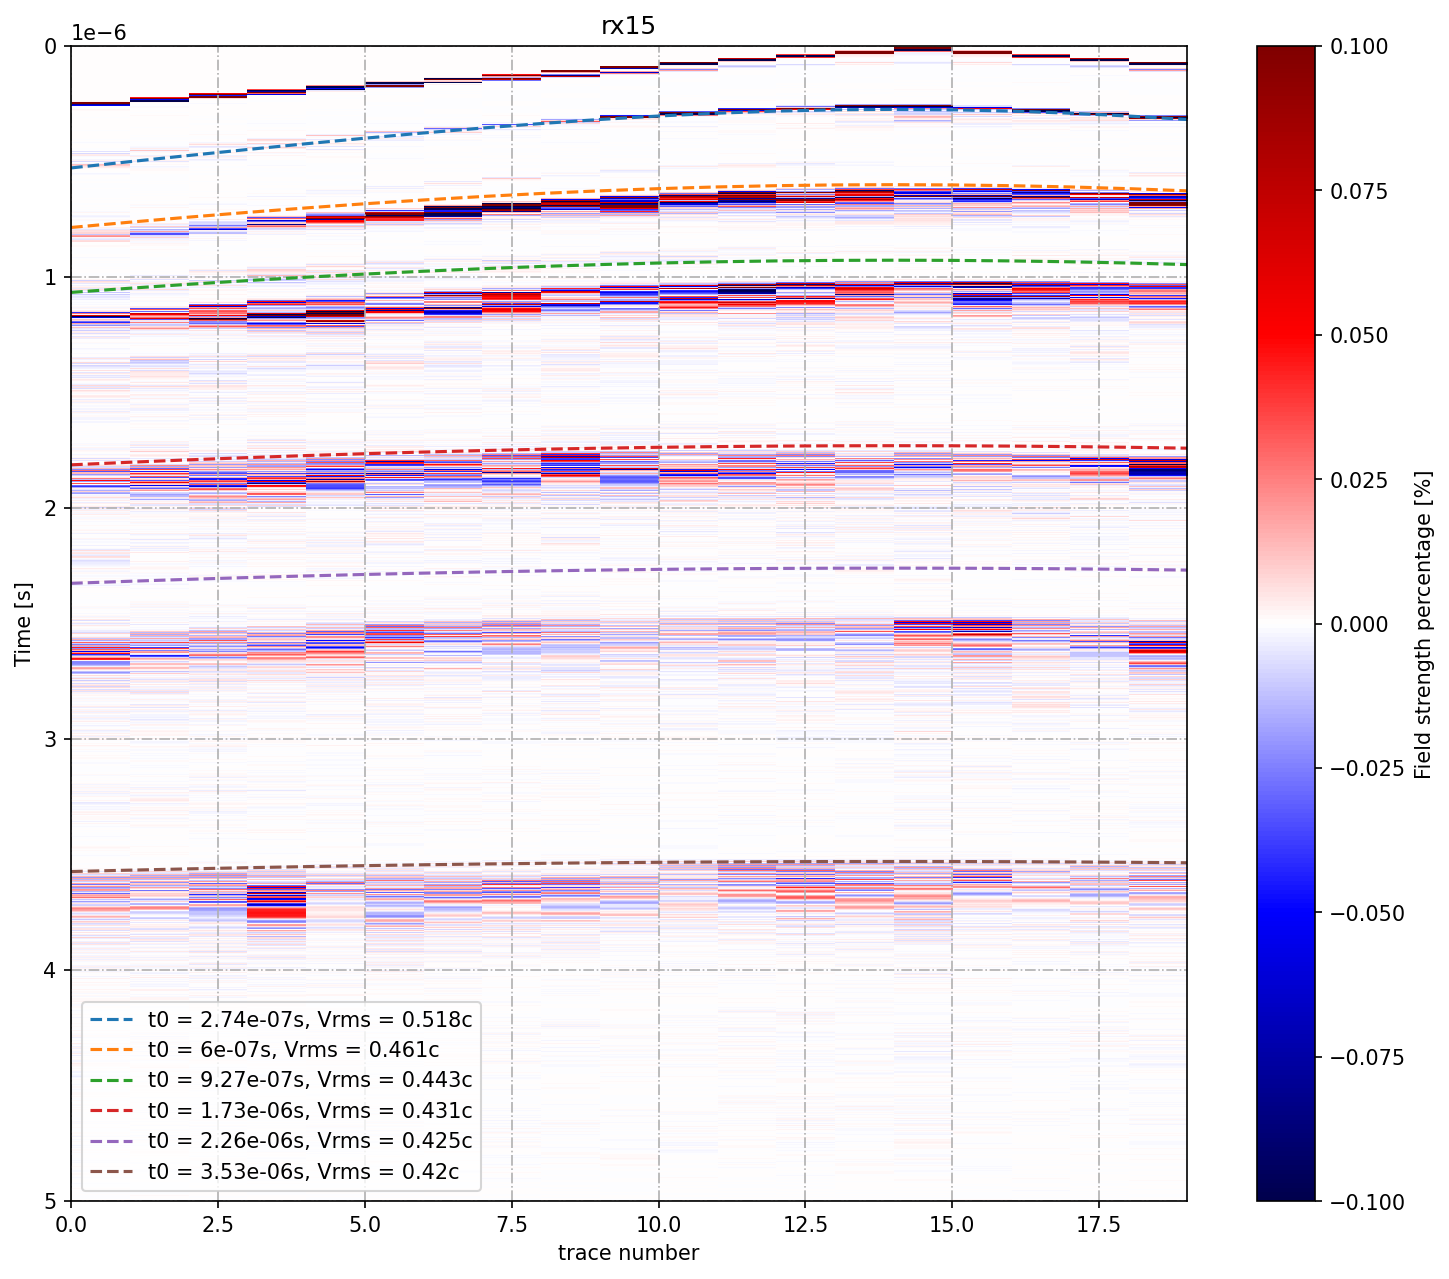 rx15
1e−6
0
1
2
3
4
5
Time [s]
0.0
2.5
5.0
7.5
10.0
12.5
15.0
17.5
trace number
t0 = 2.74e-07s, Vrms = 0.518c
t0 = 6e-07s, Vrms = 0.461c
t0 = 9.27e-07s, Vrms = 0.443c
t0 = 1.73e-06s, Vrms = 0.431c
t0 = 2.26e-06s, Vrms = 0.425c
t0 = 3.53e-06s, Vrms = 0.42c
0.100
0.075
0.050
0.025
0.000
−0.025
−0.050
−0.075
−0.100
Field strength percentage [%]